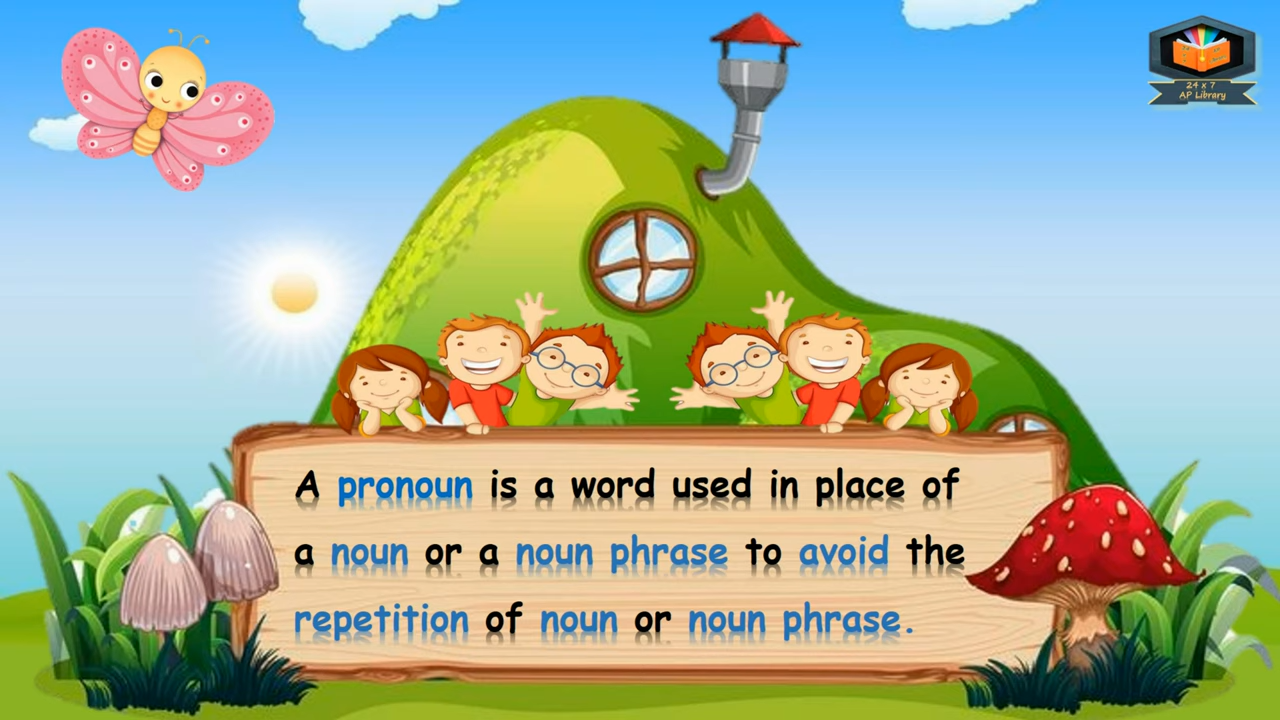 24 x 7
AP Library
A pronoun is a word used in place of
a noun or a noun phrase to avoid the
repetition of noun or noun phrase.